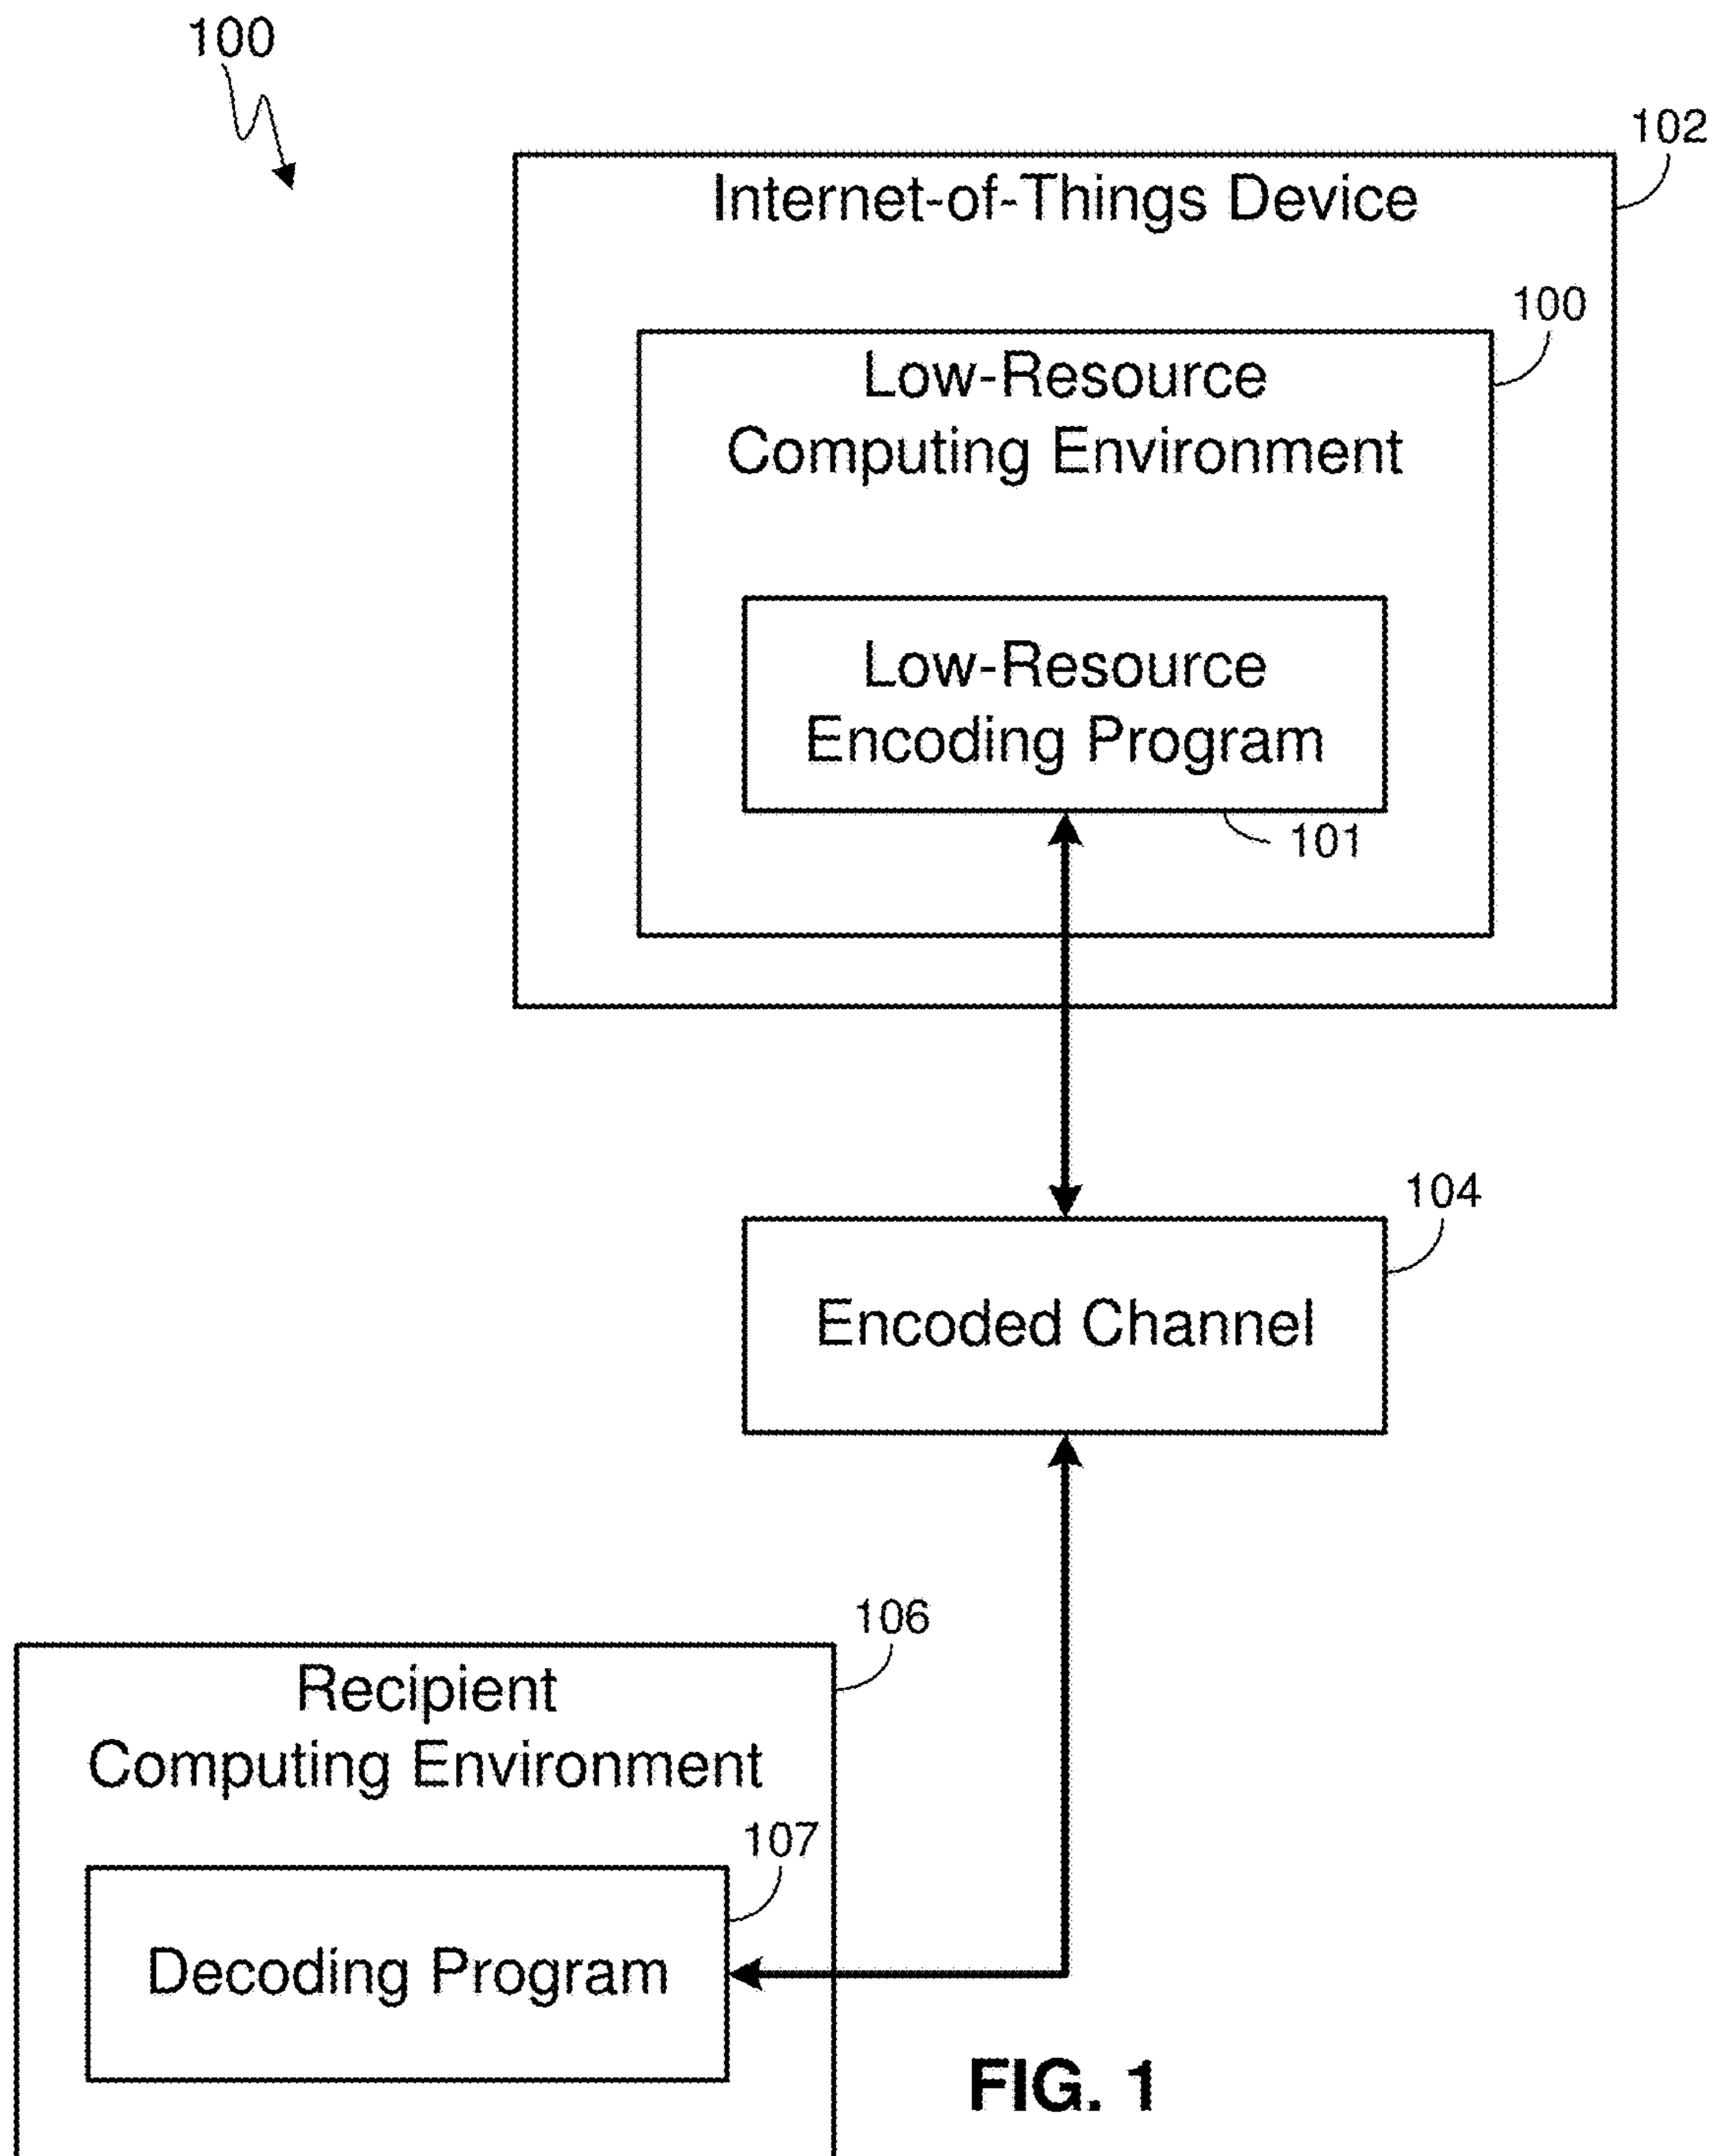 100
102
Internet-of-Things Device
100
Low-Resource
Computing Environment
Low-Resource
Encoding Program
101
104
Encoded Channel
106
Recipient
Computing Environment
107
Decoding Program
FIG. 1